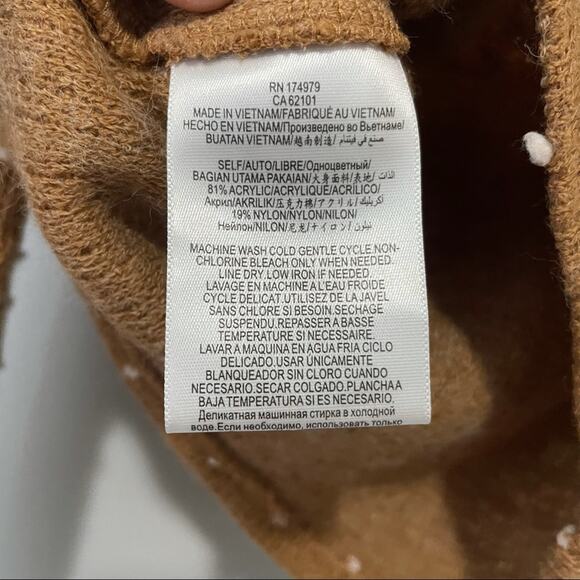 RN 174979
CA 62101
MADE IN VIETNAM/FABRIQUÉ AU VIETNAM/
HECHO EN VIETNAM/Произведено во Вьетнаме/
BUATAN VIETNAM/越南制造/ صنع في فيتنام
SELF/AUTO/LIBRE/Одноцветный/
BAGIAN UTAMA PAKAIAN/大身面料/表地/ الذات
81% ACRYLIC/ACRYLIQUE/ACRÍLICO/
Акрил/AKRILIK/压克力棉/アクリル/ أكريليك
19% NYLON/NYLON/NILON/
Нейлон/NILON/尼龙/ナイロン/ نيلون
MACHINE WASH COLD GENTLE CYCLE.NON-
CHLORINE BLEACH ONLY WHEN NEEDED.
LINE DRY.LOW IRON IF NEEDED.
LAVAGE EN MACHINE A L'EAU FROIDE
CYCLE DELICAT.UTILISEZ DE LA JAVEL
SANS CHLORE SI BESOIN.SECHAGE
SUSPENDU.REPASSER A BASSE
TEMPERATURE SI NECESSAIRE.
LAVAR A MAQUINA EN AGUA FRIA CICLO
DELICADO.USAR ÚNICAMENTE
BLANQUEADOR SIN CLORO CUANDO
NECESARIO.SECAR COLGADO.PLANCHA A
BAJA TEMPERATURA SI ES NECESARIO.
Деликатная машинная стирка в холодной
воде.Если необходимо, используйте только